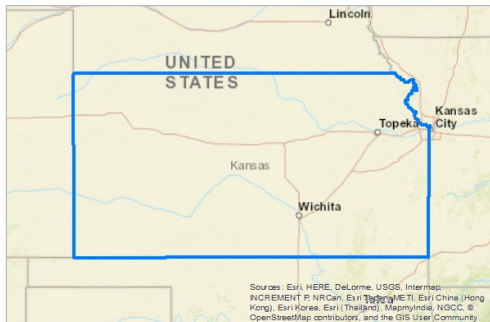 Lincoln
UNITED
STATES
Kansas
City
Topeka
Kansas
Wichita
Sources: Esri, HERE, DeLorme, USGS, Intermap,
INCREMENT P, NRCan, Esri Japan, METI, Esri China (Hong
Kong), Esri Korea, Esri (Thailand), MapmyIndia, NGCC, ©
OpenStreetMap contributors, and the GIS User Community